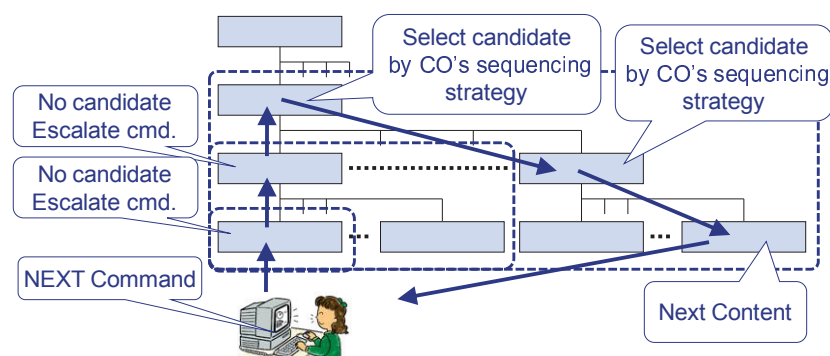 Select candidate
by CO's sequencing
strategy
Select candidate
by CO's sequencing
strategy
No candidate
Escalate cmd.
No candidate
Escalate cmd.
NEXT Command
Next Content